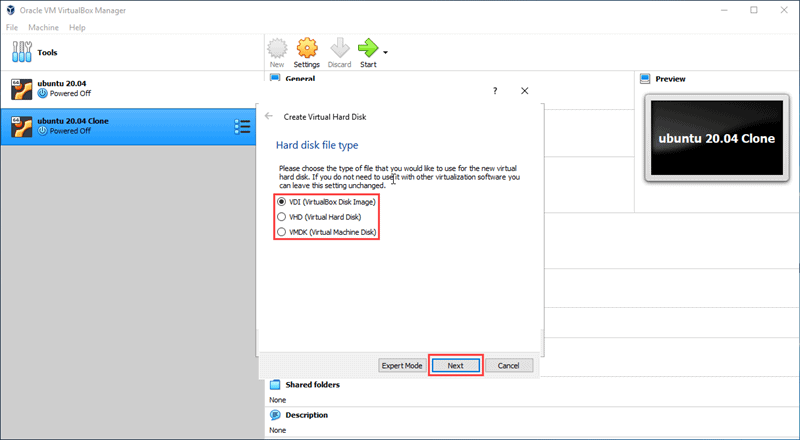 Oracle VM VirtualBox Manager
File Machine Help
Tools
New Settings Discard Start
ubuntu 20.04
Powered Off
ubuntu 20.04 Clone
Powered Off
General
Preview
ubuntu 20.04 Clone
?
Create Virtual Hard Disk
Hard disk file type
Please choose the type of file that you would like to use for the new virtual
hard disk. If you do not need to use it with other virtualization software you
can leave this setting unchanged.
VDI (VirtualBox Disk Image)
VHD (Virtual Hard Disk)
VMDK (Virtual Machine Disk)
Expert Mode Next Cancel
Shared folders
None
Description
None